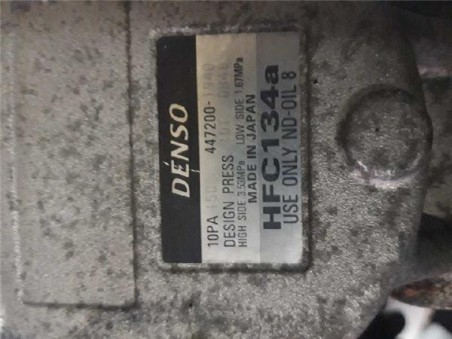 DENSO
10PA 447200-
DESIGN PRESS
HIGH SIDE 3.53MPa LOW SIDE 1.67MPa
MADE IN JAPAN
HFC134a
USE ONLY ND-OIL 8